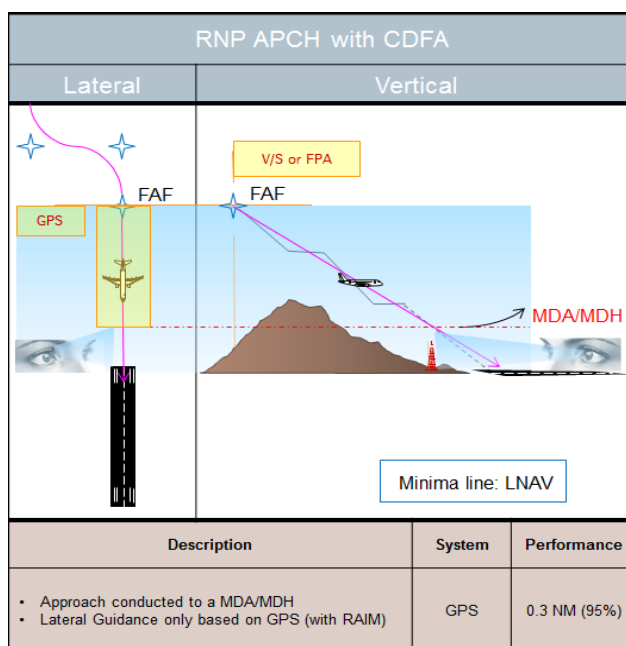 RNP APCH with CDFA
Lateral
Vertical
V/S or FPA
FAF
FAF
GPS
MDA/MDH
Minima line: LNAV
Description
System
Performance
• Approach conducted to a MDA/MDH
• Lateral Guidance only based on GPS (with RAIM)
GPS
0.3 NM (95%)